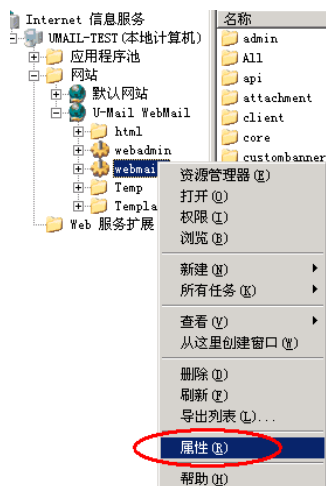 Internet 信息服务
UMAIL-TEST(本地计算机)
应用程序池
网站
默认网站
U-Mail WebMail
html
webadmin
webmai
Temp
Templa
Web 服务扩展
名称
admin
All
api
attachment
client
core
custombanner
资源管理器(E)
打开(O)
权限(I)
浏览(B)
新建(N)
所有任务(K)
查看(V)
从这里创建窗口(W)
删除(D)
刷新(F)
导出列表(L)...
属性(R)
帮助(H)